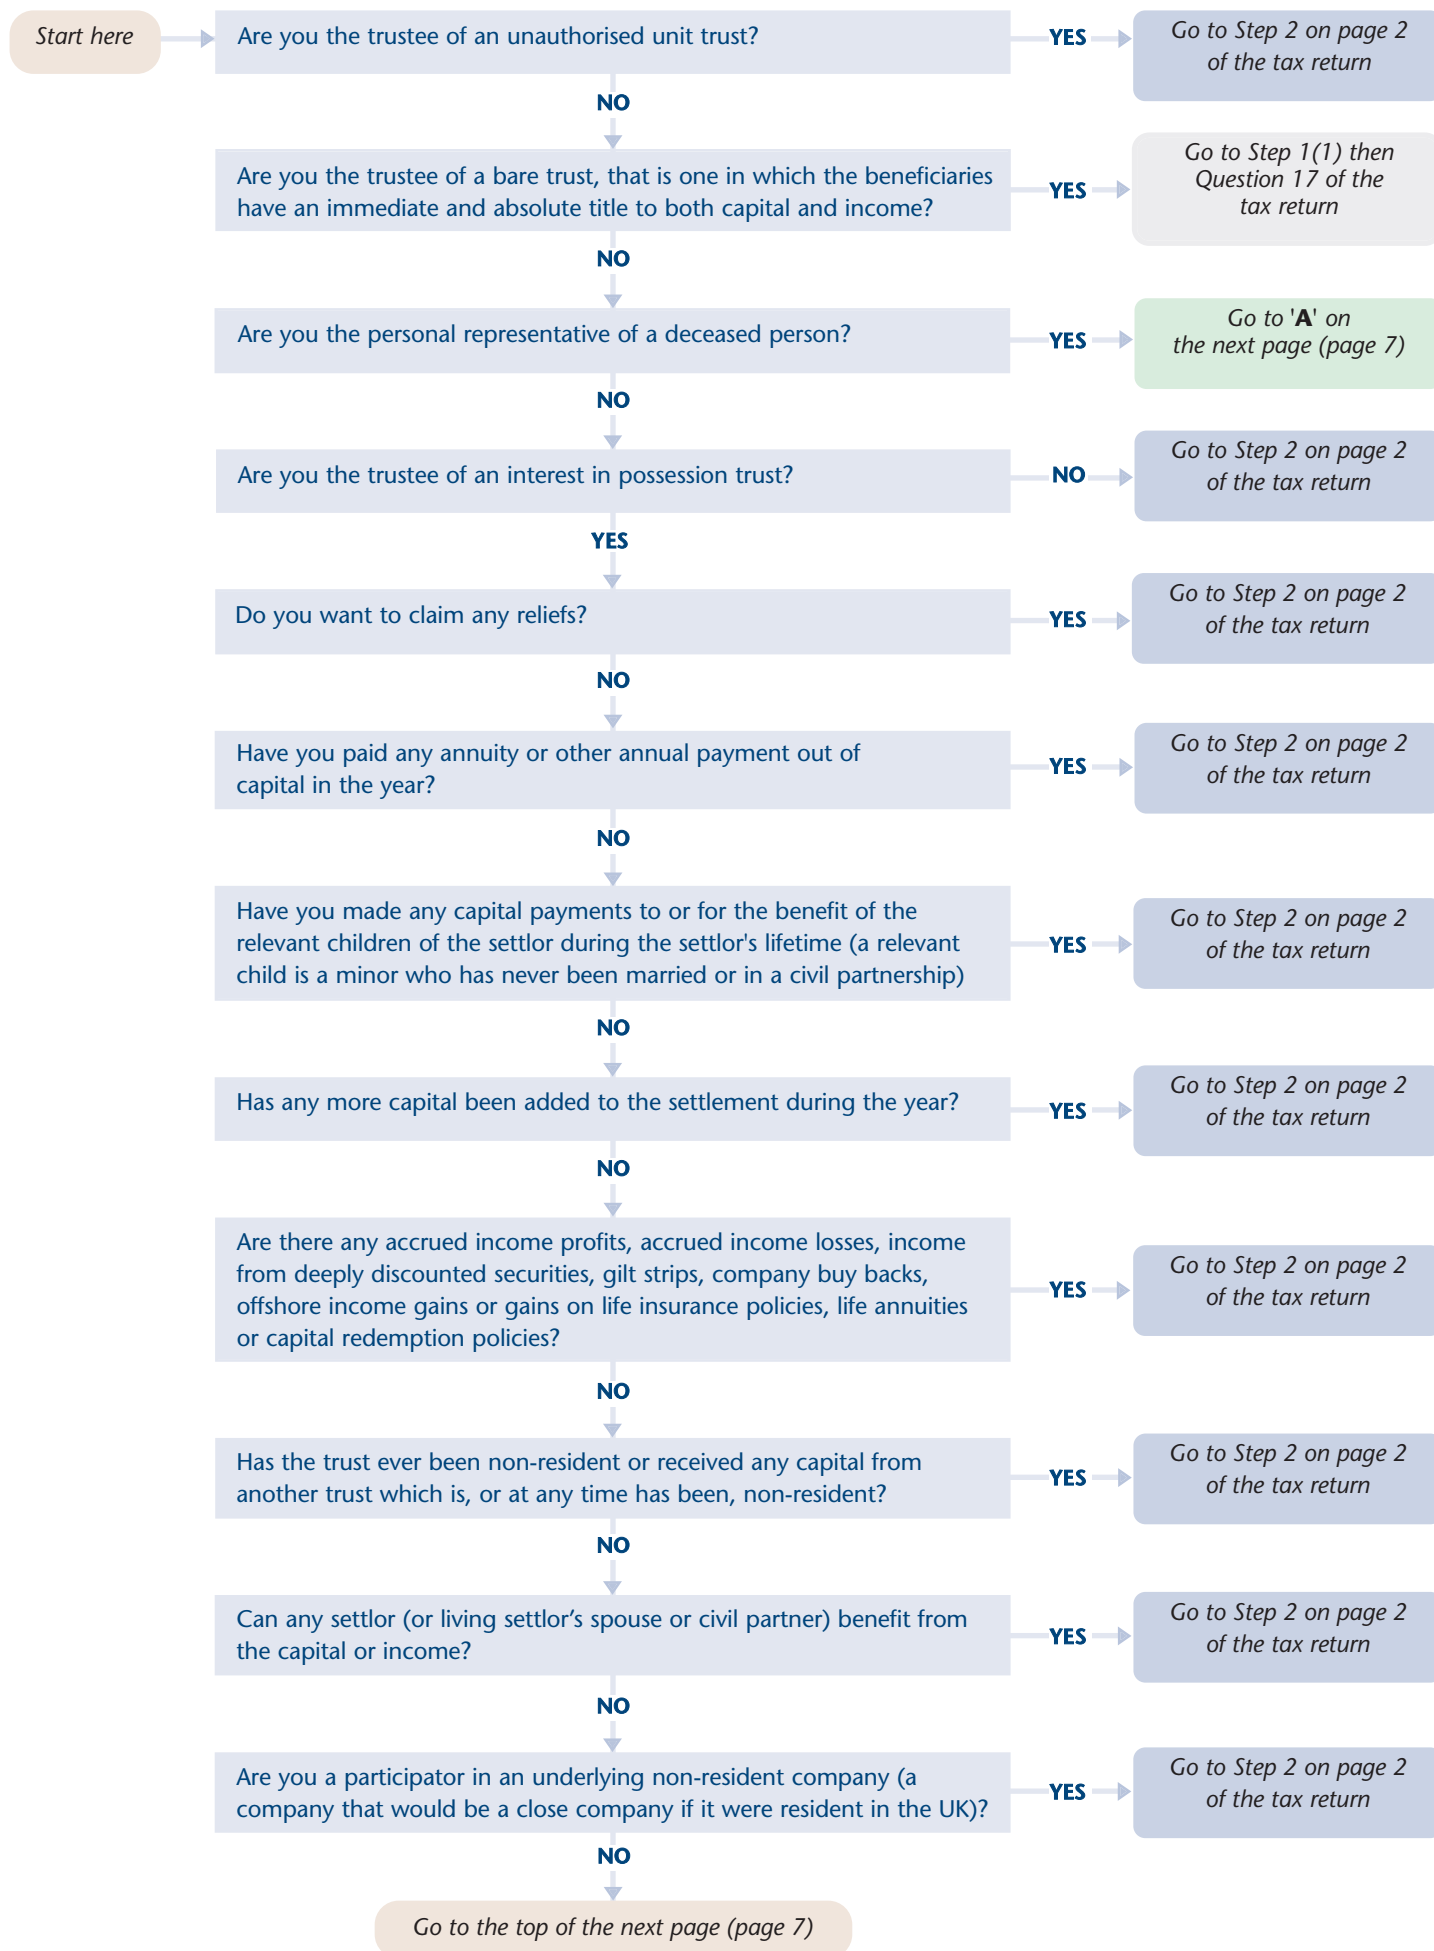 Start here
Are you the trustee of an unauthorised unit trust?
YES
Go to Step 2 on page 2
of the tax return
NO
Are you the trustee of a bare trust, that is one in which the beneficiaries
have an immediate and absolute title to both capital and income?
YES
Go to Step 1(1) then
Question 17 of the
tax return
NO
Are you the personal representative of a deceased person?
YES
Go to 'A' on
the next page (page 7)
NO
Are you the trustee of an interest in possession trust?
NO
Go to Step 2 on page 2
of the tax return
YES
Do you want to claim any reliefs?
YES
Go to Step 2 on page 2
of the tax return
NO
Have you paid any annuity or other annual payment out of
capital in the year?
YES
Go to Step 2 on page 2
of the tax return
NO
Have you made any capital payments to or for the benefit of the
relevant children of the settlor during the settlor's lifetime (a relevant
child is a minor who has never been married or in a civil partnership)
YES
Go to Step 2 on page 2
of the tax return
NO
Has any more capital been added to the settlement during the year?
YES
Go to Step 2 on page 2
of the tax return
NO
Are there any accrued income profits, accrued income losses, income
from deeply discounted securities, gilt strips, company buy backs,
offshore income gains or gains on life insurance policies, life annuities
or capital redemption policies?
YES
Go to Step 2 on page 2
of the tax return
NO
Has the trust ever been non-resident or received any capital from
another trust which is, or at any time has been, non-resident?
YES
Go to Step 2 on page 2
of the tax return
NO
Can any settlor (or living settlor’s spouse or civil partner) benefit from
the capital or income?
YES
Go to Step 2 on page 2
of the tax return
NO
Are you a participator in an underlying non-resident company (a
company that would be a close company if it were resident in the UK)?
YES
Go to Step 2 on page 2
of the tax return
NO
Go to the top of the next page (page 7)